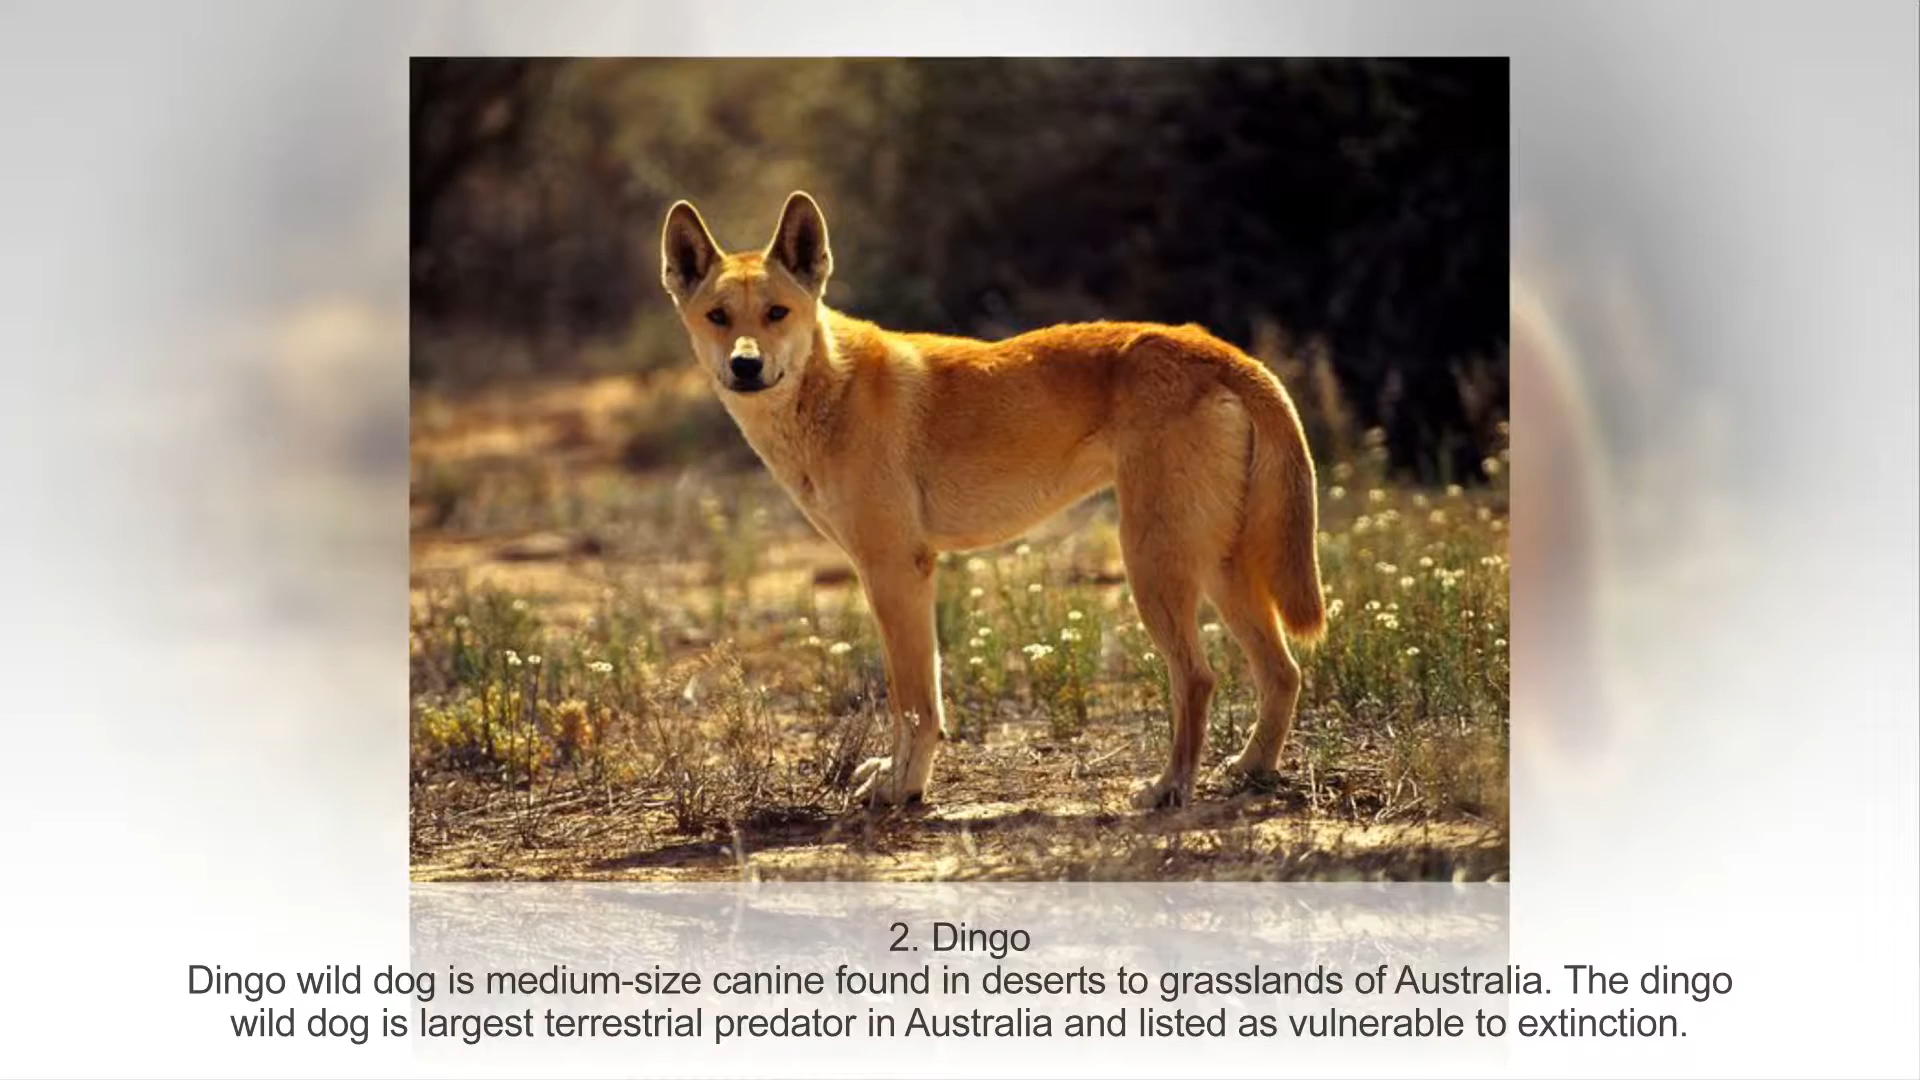 2. Dingo
Dingo wild dog is medium-size canine found in deserts to grasslands of Australia. The dingo
wild dog is largest terrestrial predator in Australia and listed as vulnerable to extinction.